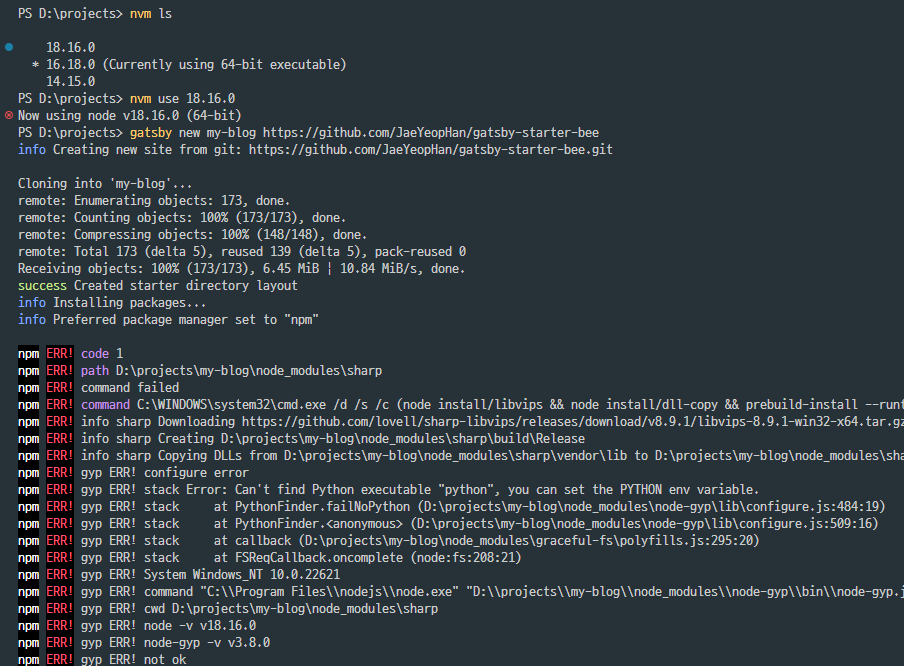 PS D:\projects> nvm ls
18.16.0
* 16.18.0 (Currently using 64-bit executable)
14.15.0
PS D:\projects> nvm use 18.16.0
Now using node v18.16.0 (64-bit)
PS D:\projects> gatsby new my-blog https://github.com/JaeYeopHan/gatsby-starter-bee
info Creating new site from git: https://github.com/JaeYeopHan/gatsby-starter-bee.git
Cloning into 'my-blog'...
remote: Enumerating objects: 173, done.
remote: Counting objects: 100% (173/173), done.
remote: Compressing objects: 100% (148/148), done.
remote: Total 173 (delta 5), reused 139 (delta 5), pack-reused 0
Receiving objects: 100% (173/173), 6.45 MiB | 10.84 MiB/s, done.
success Created starter directory layout
info Installing packages...
info Preferred package manager set to "npm"
npm ERR! code 1
npm ERR! path D:\projects\my-blog\node_modules\sharp
npm ERR! command failed
npm ERR! command C:\WINDOWS\system32\cmd.exe /d /s /c (node install/libvips && node install/dll-copy && prebuild-install --runt
npm ERR! info sharp Downloading https://github.com/lovell/sharp-libvips/releases/download/v8.9.1/libvips-8.9.1-win32-x64.tar.gz
npm ERR! info sharp Creating D:\projects\my-blog\node_modules\sharp\build\Release
npm ERR! info sharp Copying DLLs from D:\projects\my-blog\node_modules\sharp\vendor\lib to D:\projects\my-blog\node_modules\sha
npm ERR! gyp ERR! configure error
npm ERR! gyp ERR! stack Error: Can't find Python executable "python", you can set the PYTHON env variable.
npm ERR! gyp ERR! stack     at PythonFinder.failNoPython (D:\projects\my-blog\node_modules\node-gyp\lib\configure.js:484:19)
npm ERR! gyp ERR! stack     at PythonFinder.<anonymous> (D:\projects\my-blog\node_modules\node-gyp\lib\configure.js:509:16)
npm ERR! gyp ERR! stack     at callback (D:\projects\my-blog\node_modules\graceful-fs\polyfills.js:295:20)
npm ERR! gyp ERR! stack     at FSReqCallback.oncomplete (node:fs:208:21)
npm ERR! gyp ERR! System Windows_NT 10.0.22621
npm ERR! gyp ERR! command "C:\\Program Files\\nodejs\\node.exe" "D:\\projects\\my-blog\\node_modules\\node-gyp\\bin\\node-gyp.j
npm ERR! gyp ERR! cwd D:\projects\my-blog\node_modules\sharp
npm ERR! gyp ERR! node -v v18.16.0
npm ERR! gyp ERR! node-gyp -v v3.8.0
npm ERR! gyp ERR! not ok